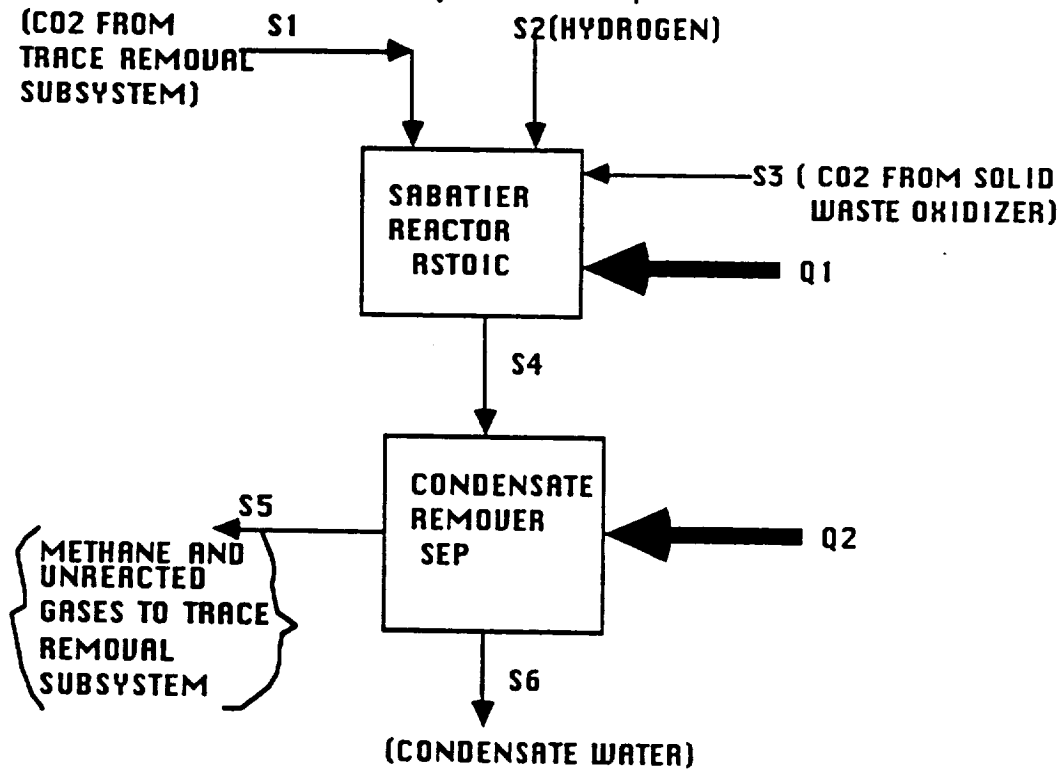 (CO2 FROM
TRACE REMOVAL
SUBSYSTEM)
S1
S2(HYDROGEN)
SABATIER
REACTOR
RSTOIC
S3 ( CO2 FROM SOLID
WASTE OXIDIZER)
Q1
S4
CONDENSATE
REMOVER
SEP
Q2
S5
METHANE AND
UNREACTED
GASES TO TRACE
REMOVAL
SUBSYSTEM
S6
(CONDENSATE WATER)